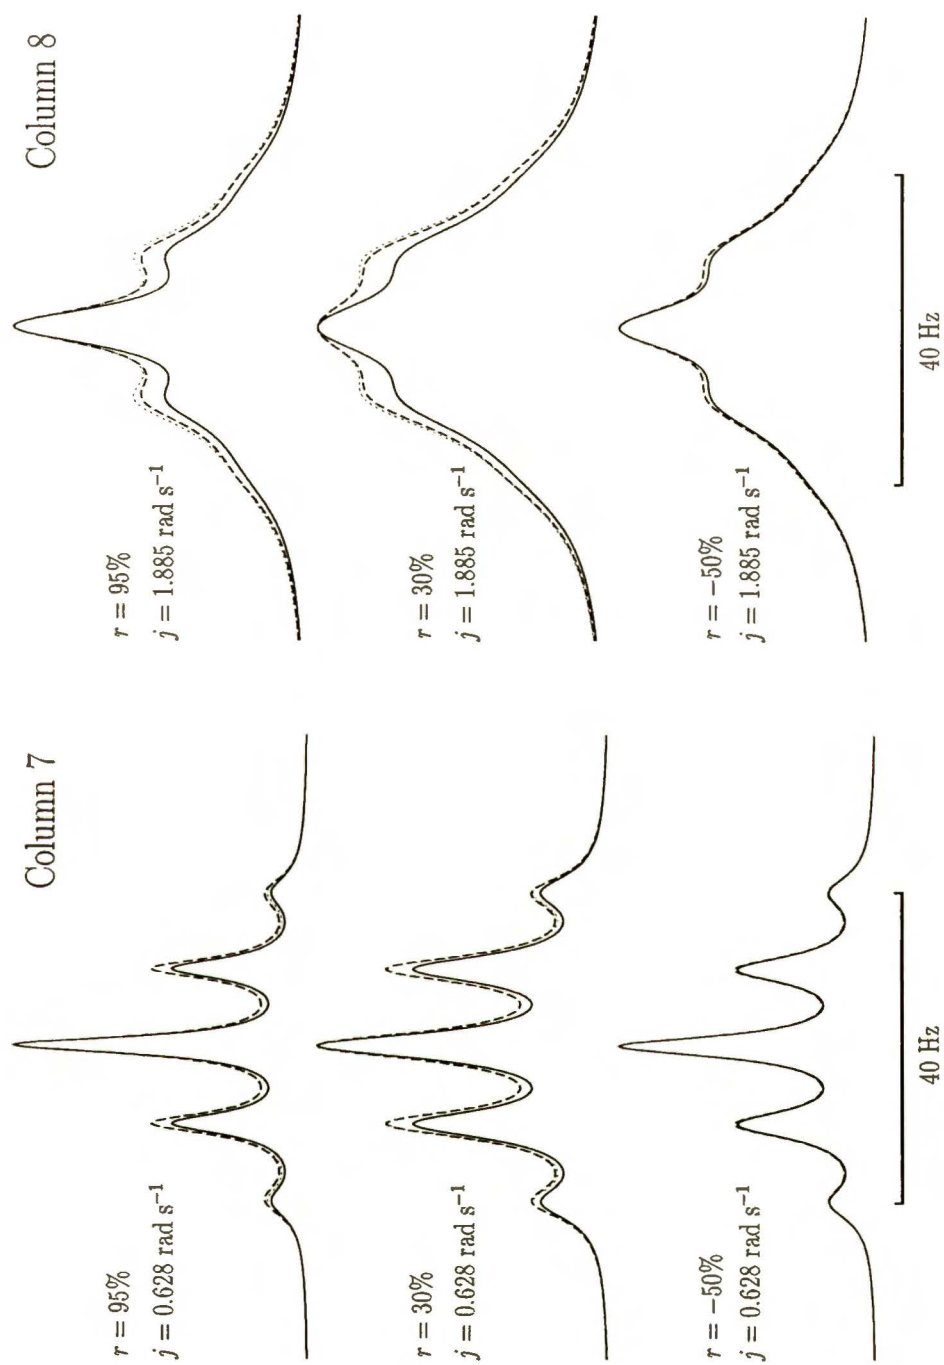 Column 7
r = 95%
j = 0.628 rad s⁻¹
r = 30%
j = 0.628 rad s⁻¹
r = −50%
j = 0.628 rad s⁻¹
40 Hz
Column 8
r = 95%
j = 1.885 rad s⁻¹
r = 30%
j = 1.885 rad s⁻¹
r = −50%
j = 1.885 rad s⁻¹
40 Hz